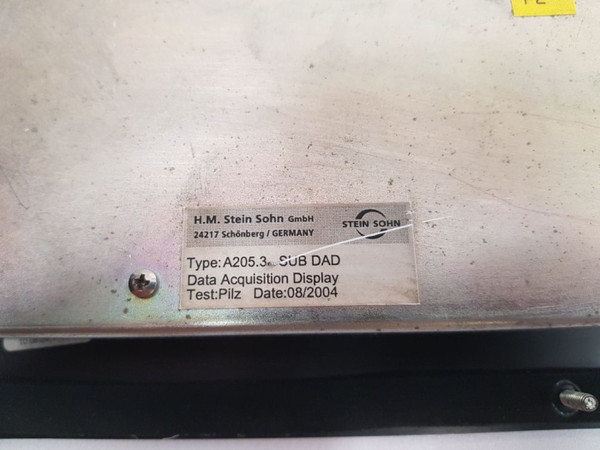 H.M. Stein Sohn GmbH
24217 Schönberg / GERMANY
STEIN SOHN
Type:A205.3 SUB DAD
Data Acquisition Display
Test:Pilz Date:08/2004